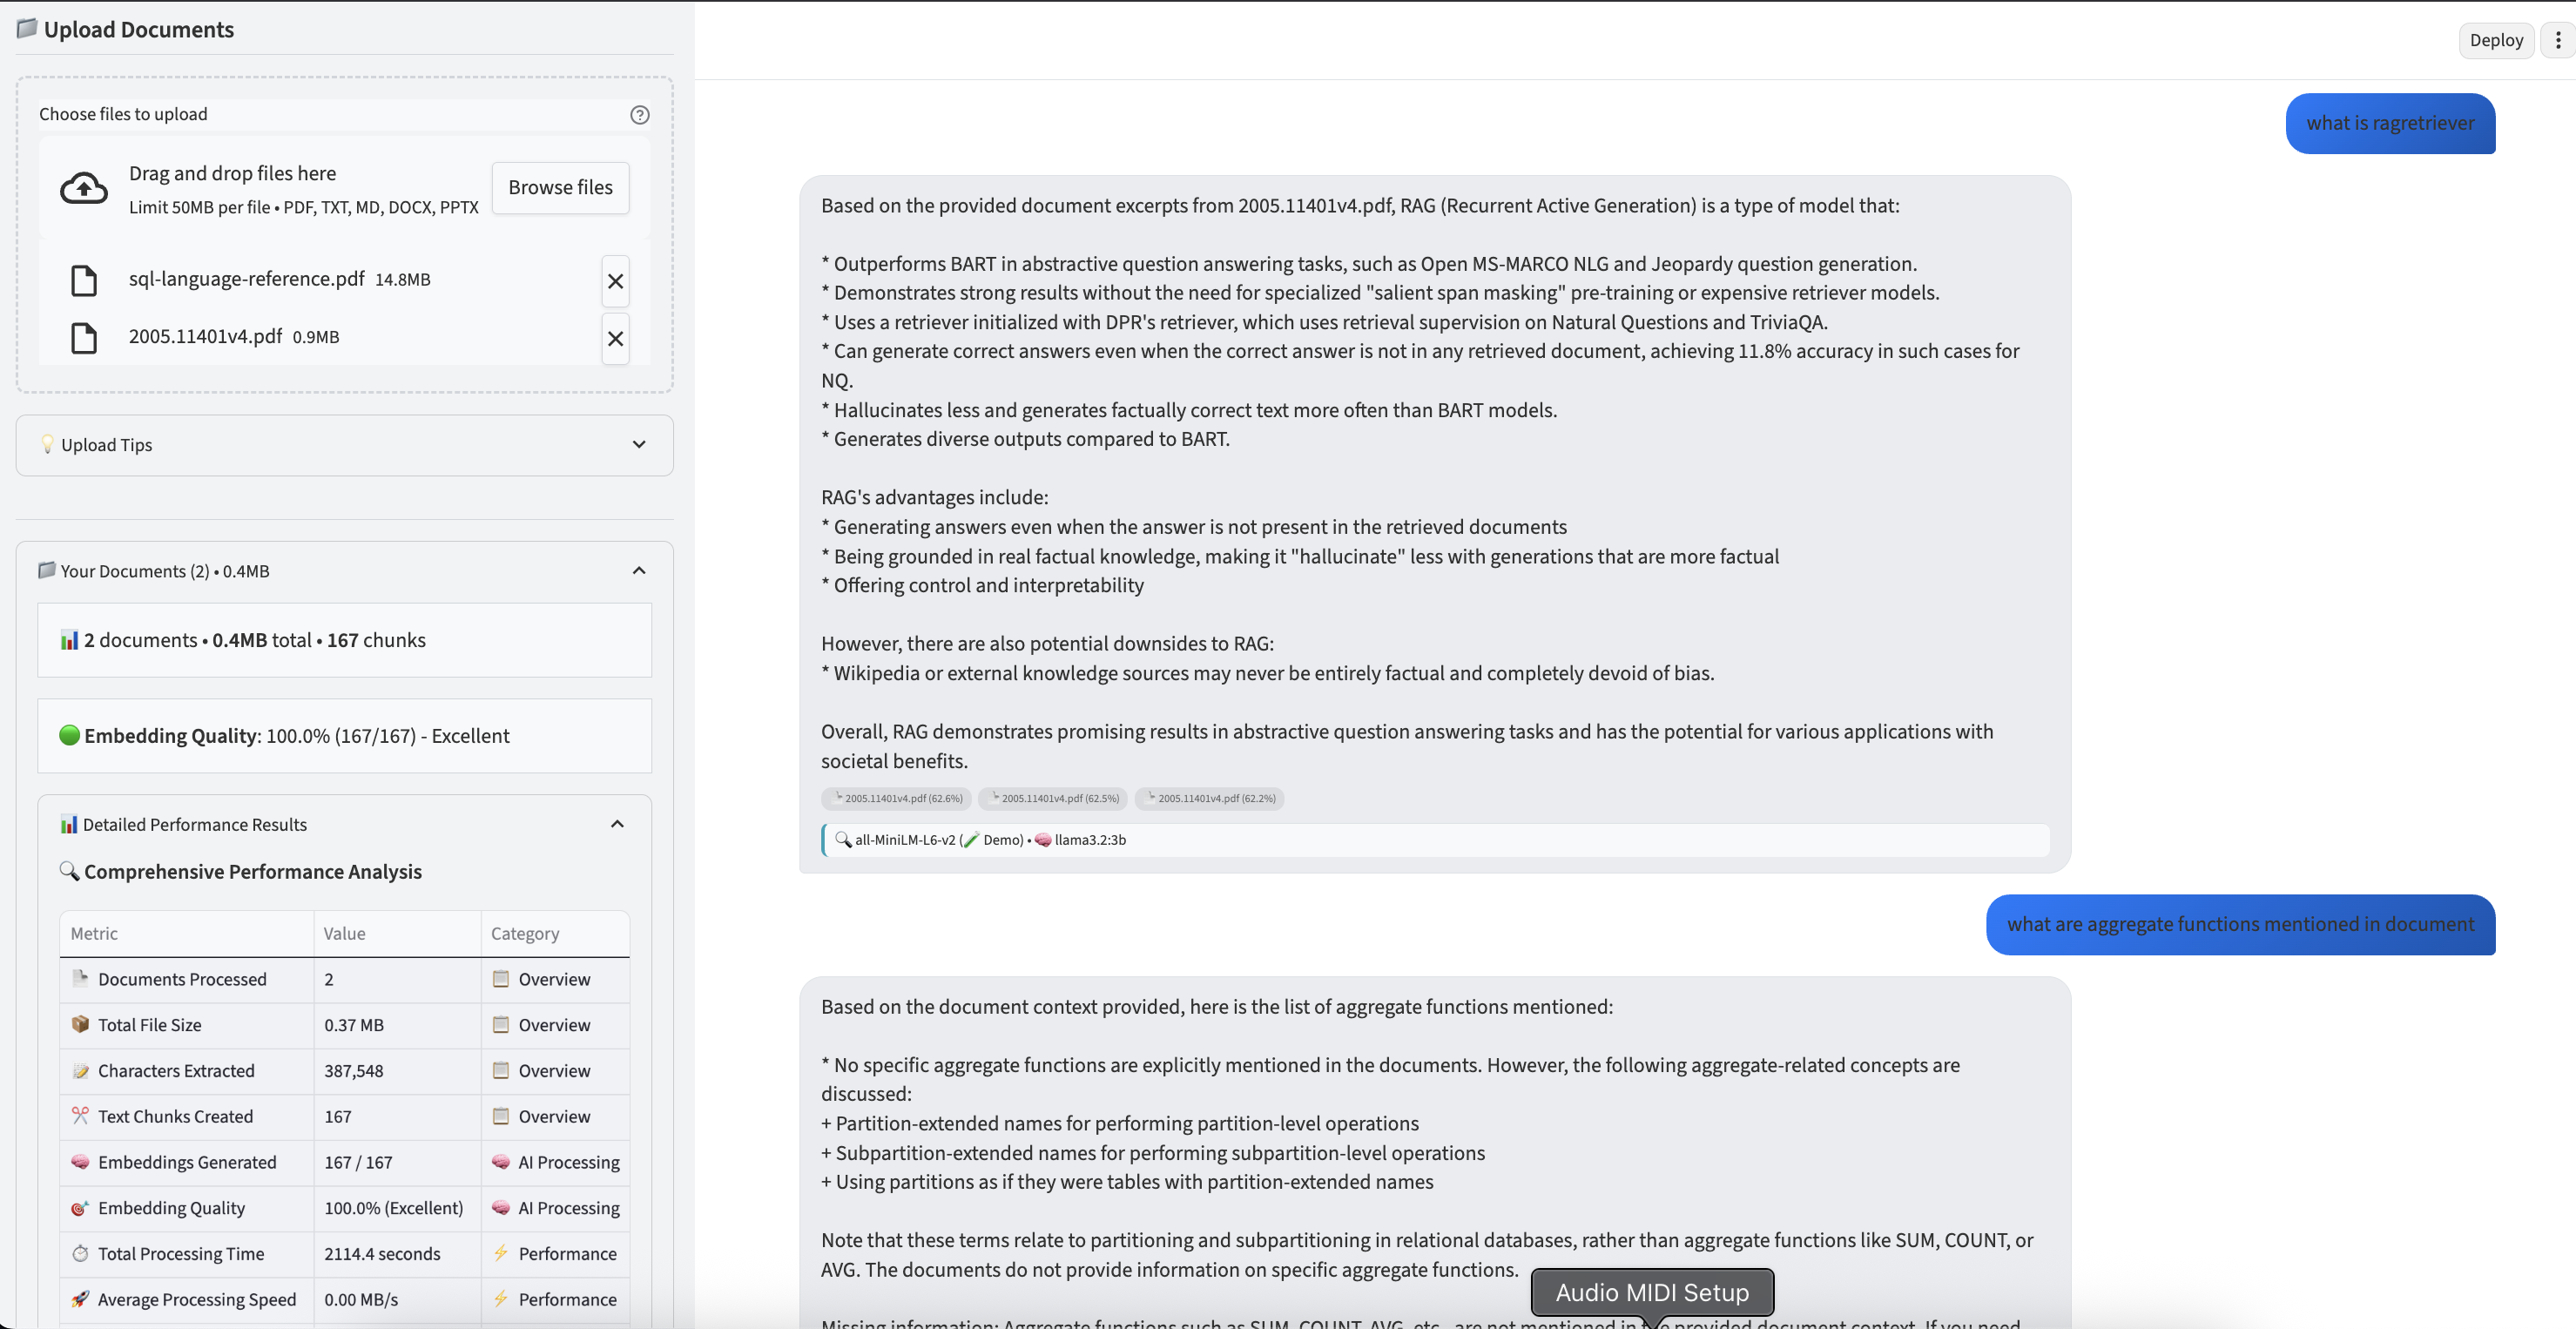 Upload Documents
Choose files to upload
Drag and drop files here
Limit 50MB per file • PDF, TXT, MD, DOCX, PPTX
Browse files
sql-language-reference.pdf 14.8MB
2005.11401v4.pdf 0.9MB
Upload Tips
Your Documents (2) • 0.4MB
2 documents • 0.4MB total • 167 chunks
Embedding Quality: 100.0% (167/167) - Excellent
Detailed Performance Results
Comprehensive Performance Analysis
Metric Value Category
Documents Processed 2 Overview
Total File Size 0.37 MB Overview
Characters Extracted 387,548 Overview
Text Chunks Created 167 Overview
Embeddings Generated 167 / 167 AI Processing
Embedding Quality 100.0% (Excellent) AI Processing
Total Processing Time 2114.4 seconds Performance
Average Processing Speed 0.00 MB/s Performance
Deploy
what is ragretriever
Based on the provided document excerpts from 2005.11401v4.pdf, RAG (Recurrent Active Generation) is a type of model that:
* Outperforms BART in abstractive question answering tasks, such as Open MS-MARCO NLG and Jeopardy question generation.
* Demonstrates strong results without the need for specialized "salient span masking" pre-training or expensive retriever models.
* Uses a retriever initialized with DPR's retriever, which uses retrieval supervision on Natural Questions and TriviaQA.
* Can generate correct answers even when the correct answer is not in any retrieved document, achieving 11.8% accuracy in such cases for
NQ.
* Hallucinates less and generates factually correct text more often than BART models.
* Generates diverse outputs compared to BART.
RAG's advantages include:
* Generating answers even when the answer is not present in the retrieved documents
* Being grounded in real factual knowledge, making it "hallucinate" less with generations that are more factual
* Offering control and interpretability
However, there are also potential downsides to RAG:
* Wikipedia or external knowledge sources may never be entirely factual and completely devoid of bias.
Overall, RAG demonstrates promising results in abstractive question answering tasks and has the potential for various applications with
societal benefits.
2005.11401v4.pdf (62.6%) 2005.11401v4.pdf (62.5%) 2005.11401v4.pdf (62.2%)
all-MiniLM-L6-v2 ( Demo) • llama3.2:3b
what are aggregate functions mentioned in document
Based on the document context provided, here is the list of aggregate functions mentioned:
* No specific aggregate functions are explicitly mentioned in the documents. However, the following aggregate-related concepts are
discussed:
+ Partition-extended names for performing partition-level operations
+ Subpartition-extended names for performing subpartition-level operations
+ Using partitions as if they were tables with partition-extended names
Note that these terms relate to partitioning and subpartitioning in relational databases, rather than aggregate functions like SUM, COUNT, or
AVG. The documents do not provide information on specific aggregate functions.
Audio MIDI Setup
Missing information: Aggregate functions such as SUM, COUNT, AVG, etc., are not mentioned in the provided document context. If you need